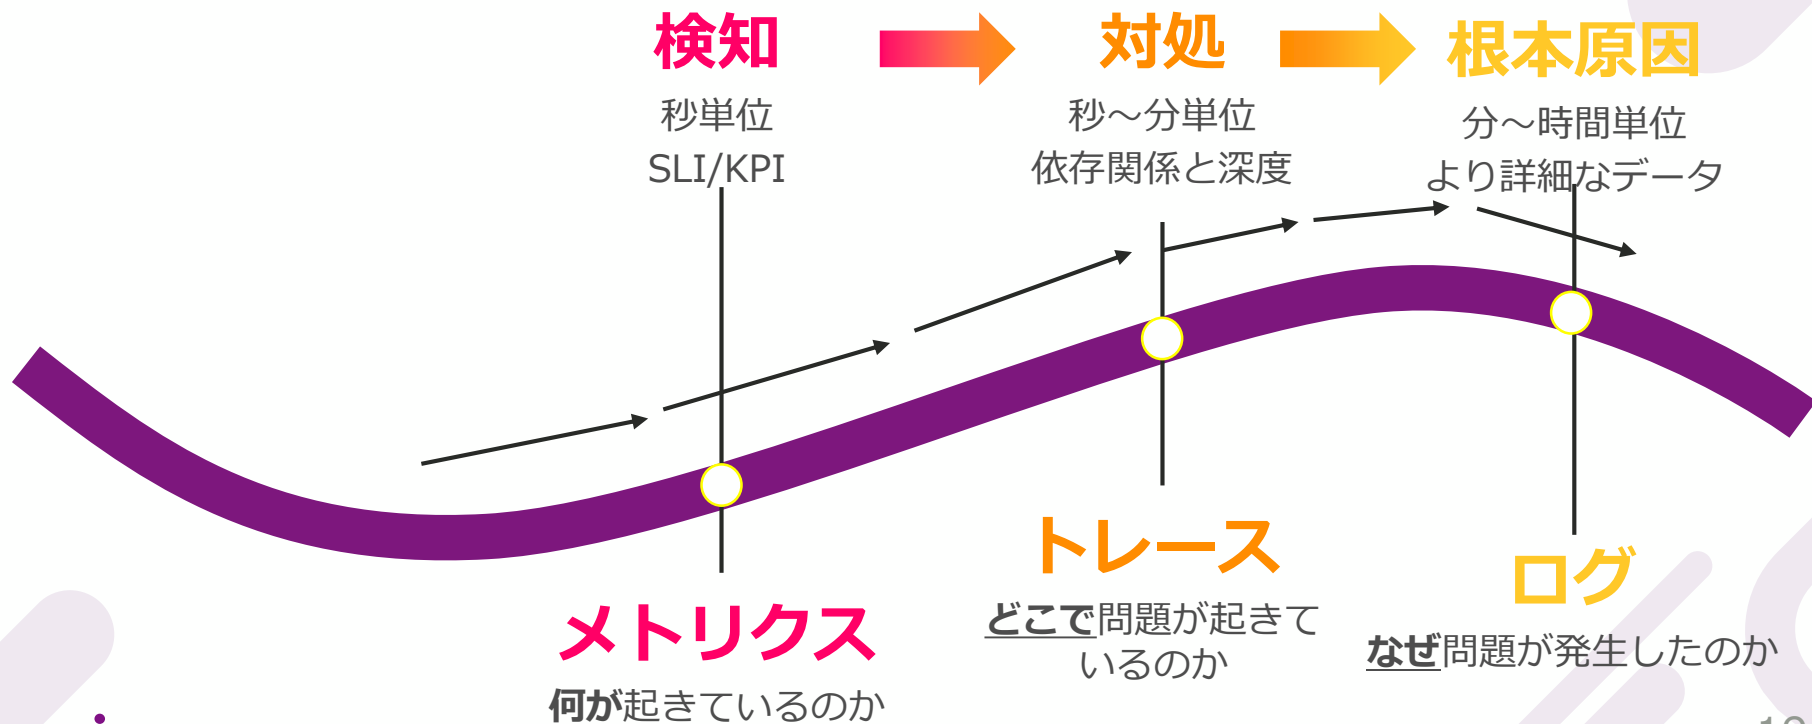 検知
秒単位
SLI/KPI
対処
秒～分単位
依存関係と深度
根本原因
分～時間単位
より詳細なデータ
メトリクス
何が起きているのか
トレース
どこで問題が起きて
いるのか
ログ
なぜ問題が発生したのか